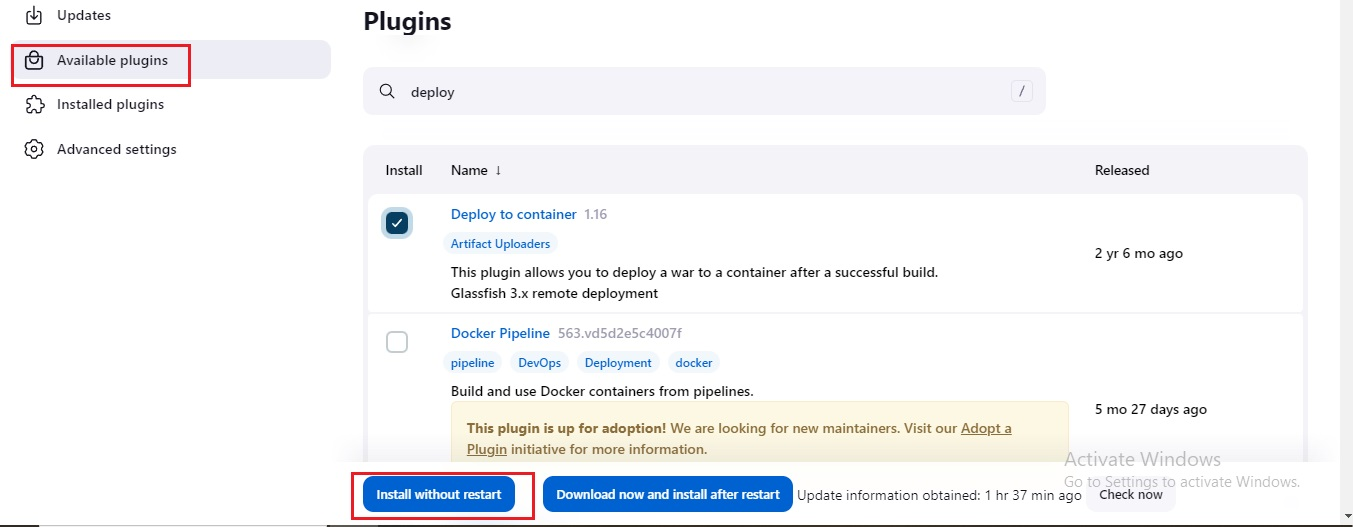 Updates
Available plugins
Installed plugins
Advanced settings
Plugins
deploy
/
Install Name ↓ Released
Deploy to container 1.16
Artifact Uploaders
This plugin allows you to deploy a war to a container after a successful build.
Glassfish 3.x remote deployment
2 yr 6 mo ago
Docker Pipeline 563.vd5d2e5c4007f
pipeline DevOps Deployment docker
Build and use Docker containers from pipelines.
This plugin is up for adoption! We are looking for new maintainers. Visit our Adopt a
Plugin initiative for more information.
5 mo 27 days ago
Install without restart Download now and install after restart Update information obtained: 1 hr 37 min ago Check now
Activate Windows
Go to Settings to activate Windows.